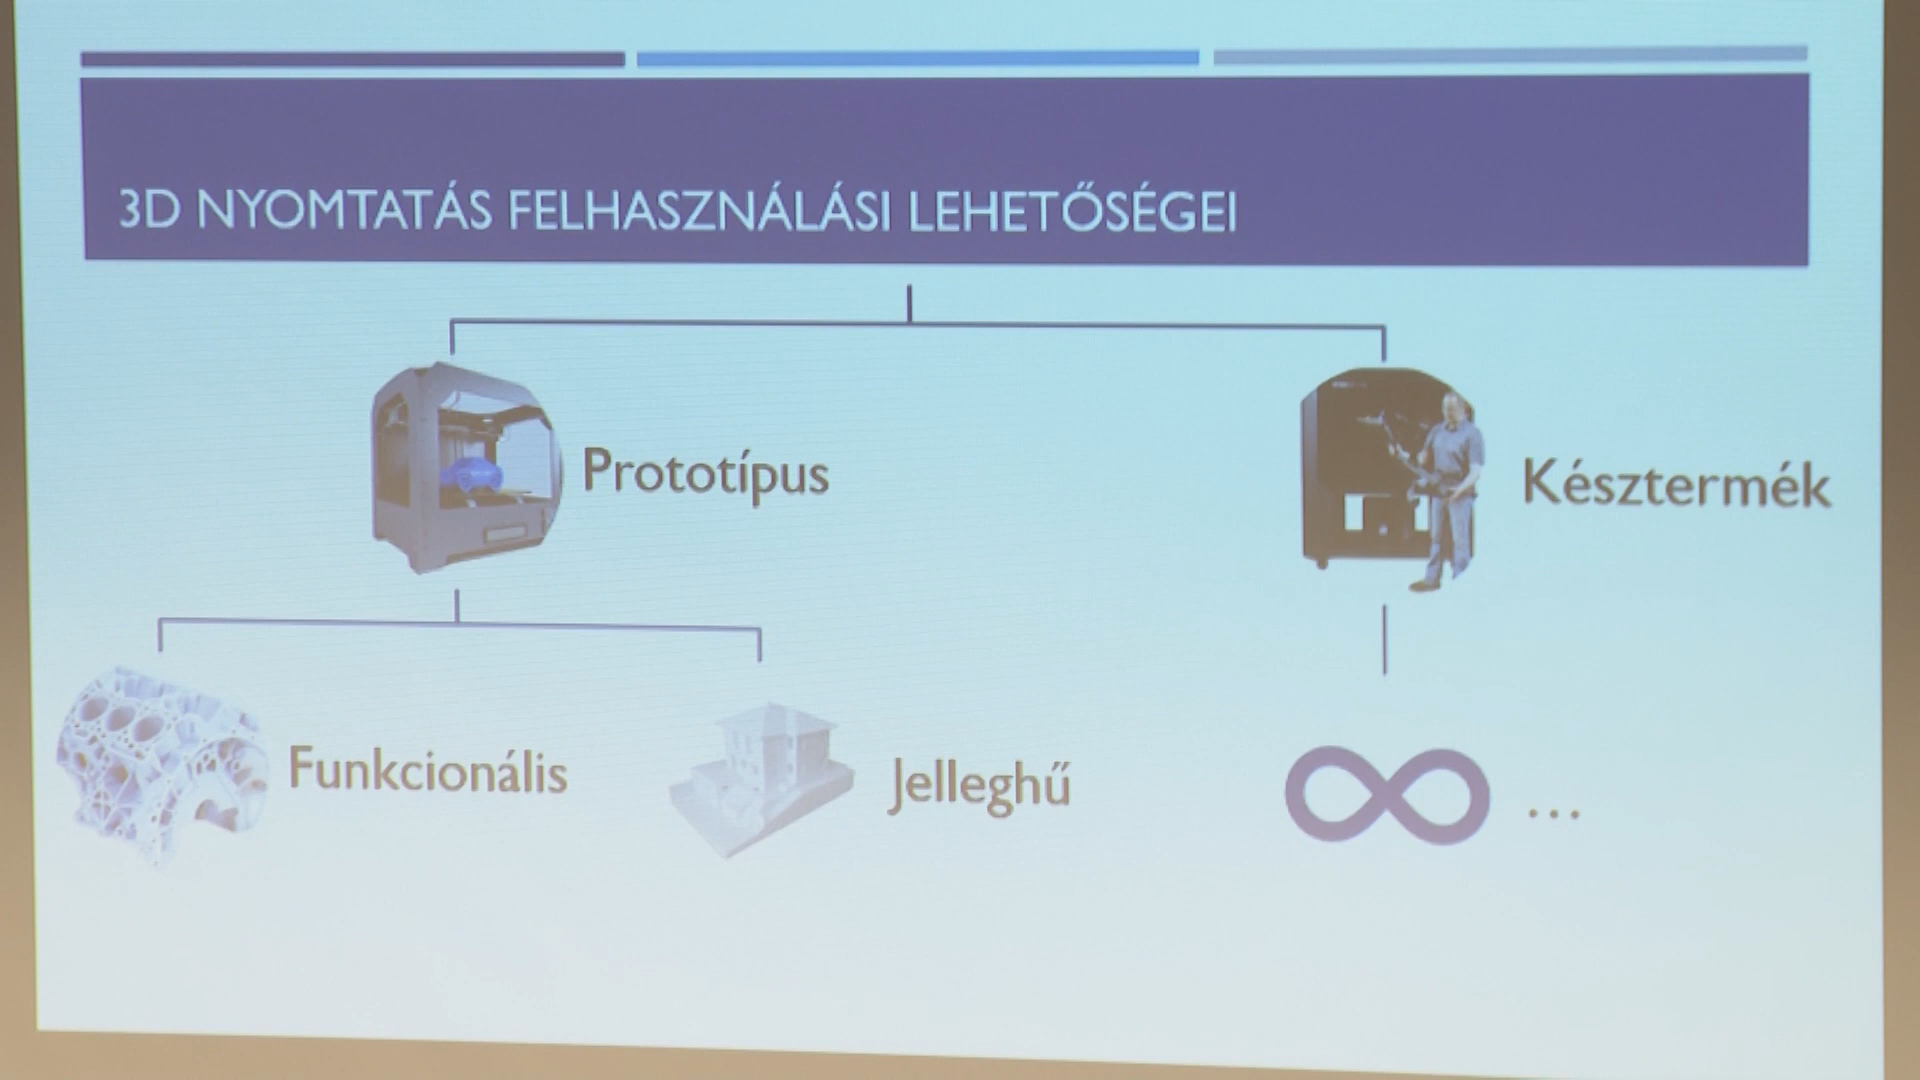 3D NYOMTATÁS FELHASZNÁLÁSI LEHETŐSÉGEI
Prototípus
Késztermék
Funkcionális
Jelleghű
...